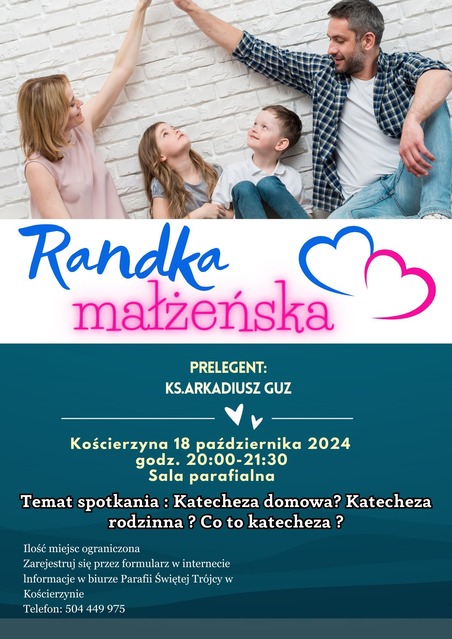 Randka
małżeńska
PRELEGENT:
KS.ARKADIUSZ GUZ
Kościerzyna 18 października 2024
godz. 20:00-21:30
Sala parafialna
Temat spotkania : Katecheza domowa? Katecheza
rodzinna ? Co to katecheza ?
Ilość miejsc ograniczona
Zarejestruj się przez formularz w internecie
Informacje w biurze Parafii Świętej Trójcy w
Kościerzynie
Telefon: 504 449 975